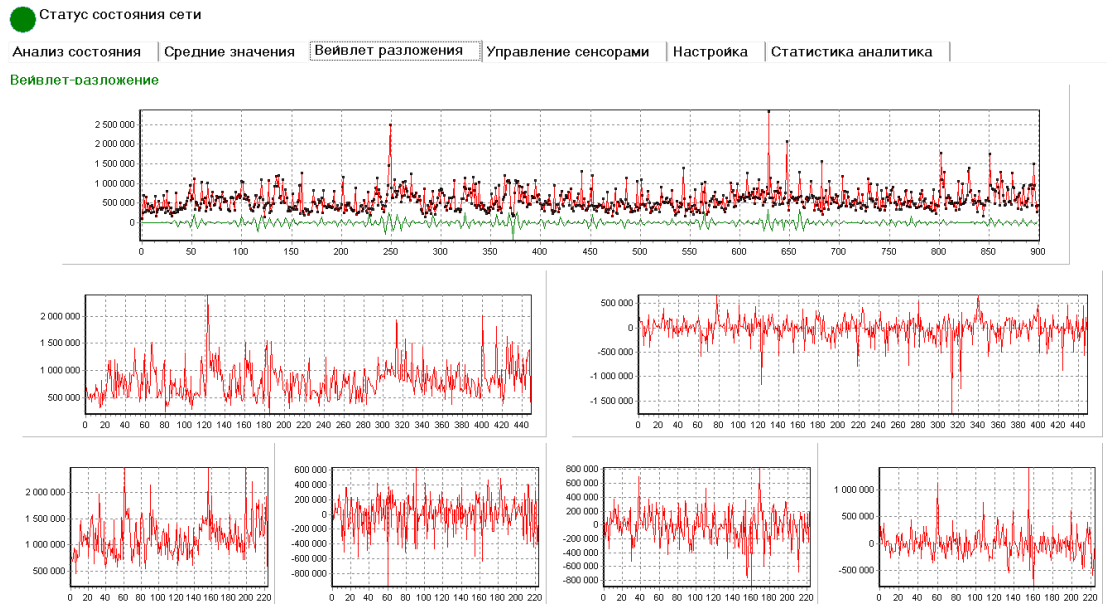 Статус состояния сети
Анализ состояния Средние значения Вейвлет разложения Управление сенсорами Настройка Статистика аналитика
Вейвлет-разложение
2 500 000
2 000 000
1 500 000
1 000 000
500 000
0
0 50 100 150 200 250 300 350 400 450 500 550 600 650 700 750 800 850 900
2 000 000
1 500 000
1 000 000
500 000
0 20 40 60 80 100 120 140 160 180 200 220 240 260 280 300 320 340 360 380 400 420 440
500 000
0
-500 000
-1 000 000
-1 500 000
0 20 40 60 80 100 120 140 160 180 200 220 240 260 280 300 320 340 360 380 400 420 440
2 000 000
1 500 000
1 000 000
500 000
0 20 40 60 80 100 120 140 160 180 200 220
600 000
400 000
200 000
0
-200 000
-400 000
-600 000
-800 000
0 20 40 60 80 100 120 140 160 180 200 220
800 000
600 000
400 000
200 000
0
-200 000
-400 000
-600 000
-800 000
0 20 40 60 80 100 120 140 160 180 200 220
1 000 000
500 000
0
-500 000
0 20 40 60 80 100 120 140 160 180 200 220